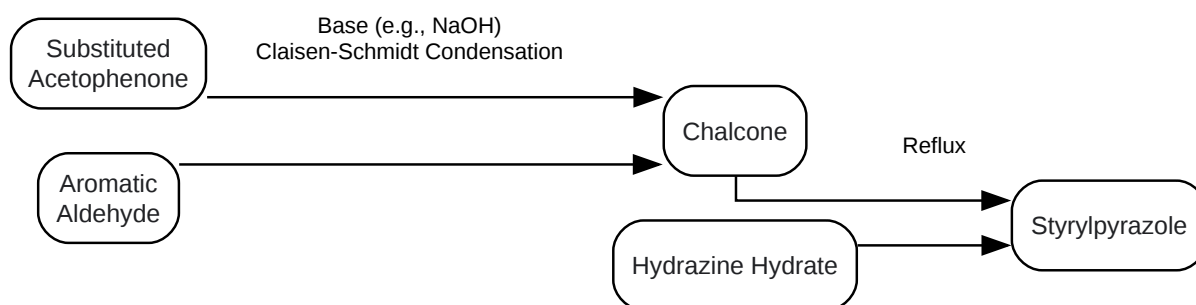 Substituted
Acetophenone
Base (e.g., NaOH)
Claisen-Schmidt Condensation
Aromatic
Aldehyde
Chalcone
Reflux
Hydrazine Hydrate
Styrylpyrazole